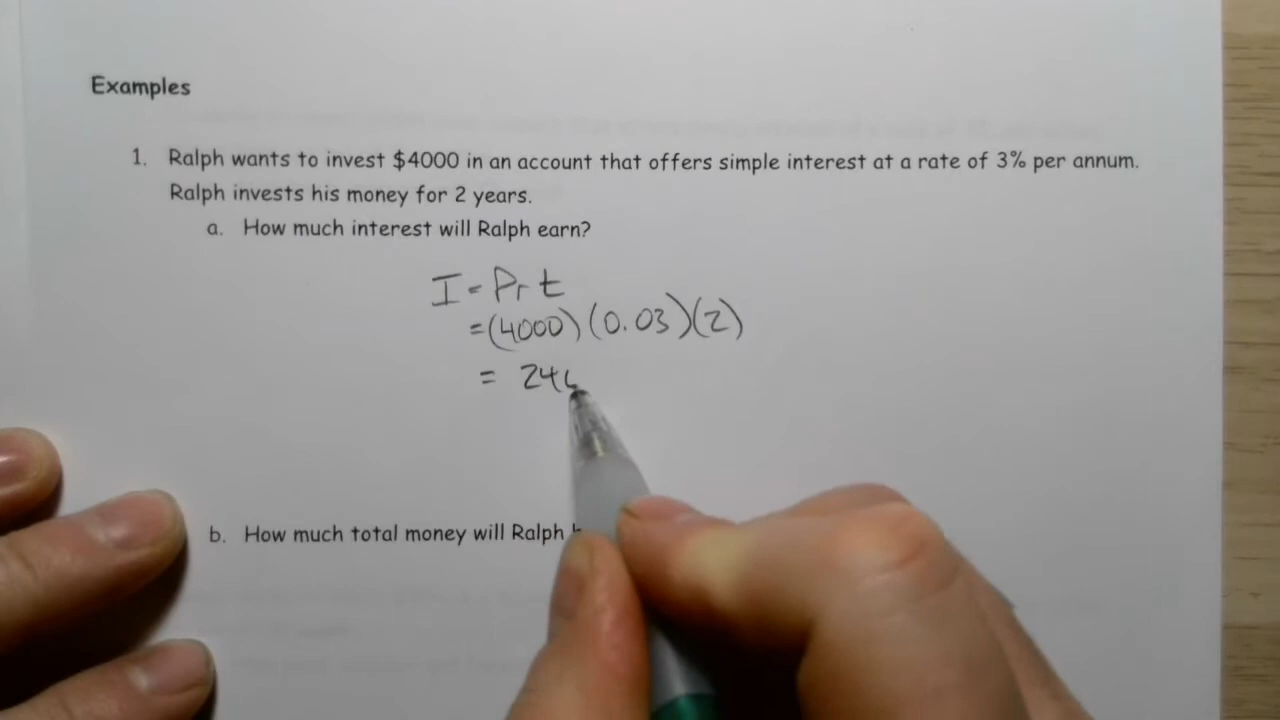 Examples
1. Ralph wants to invest $4000 in an account that offers simple interest at a rate of 3% per annum.
Ralph invests his money for 2 years.
a. How much interest will Ralph earn?
I = Prt
=(4000)(0.03)(2)
= 24
b. How much total money will Ralph